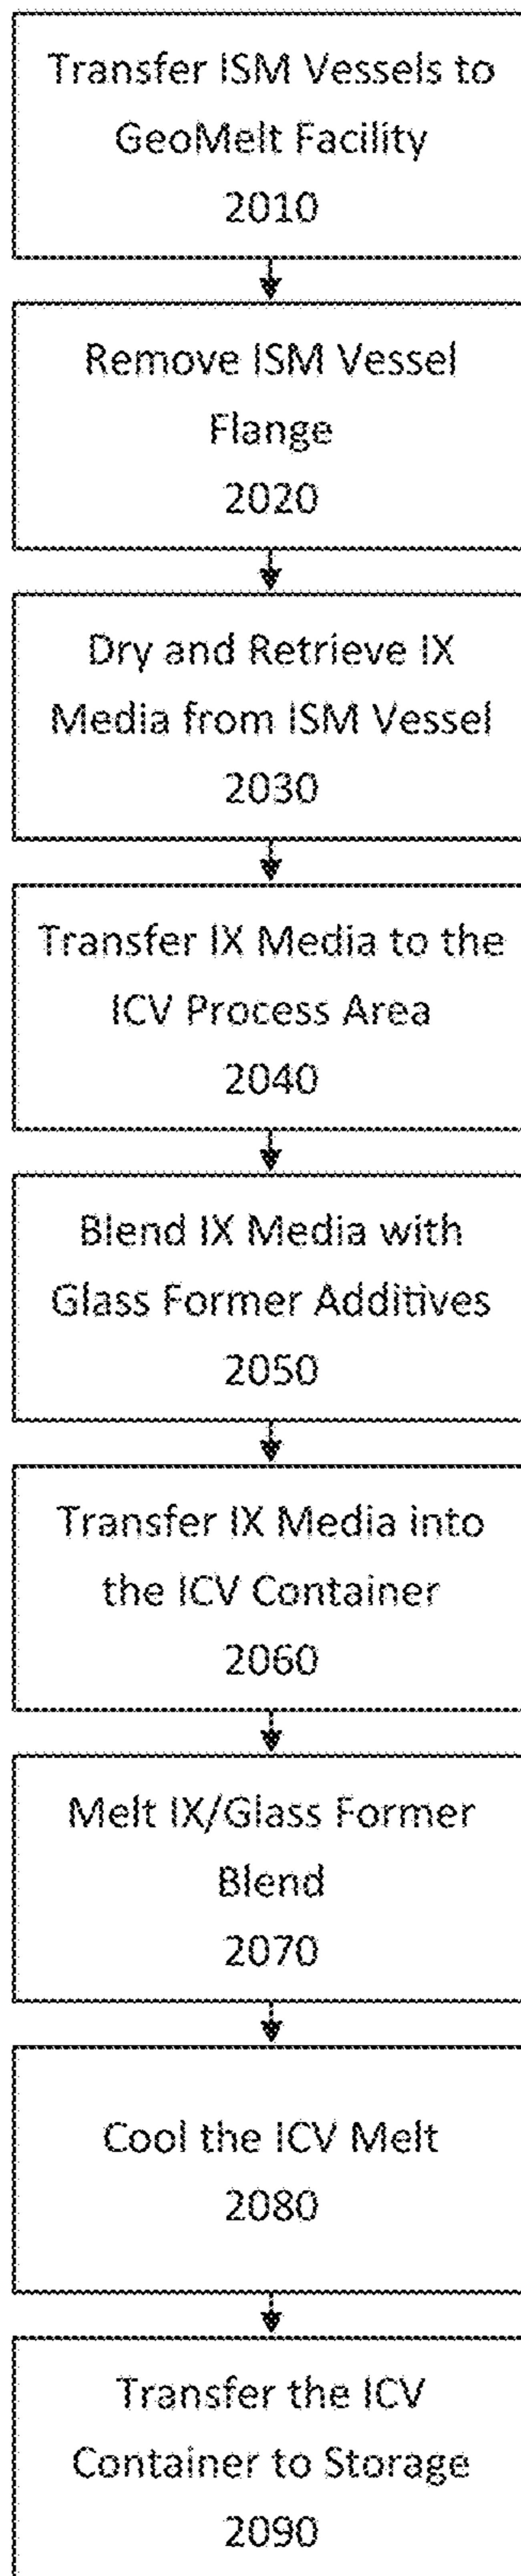 Transfer ISM Vessels to
GeoMelt Facility
2010
Remove ISM Vessel
Flange
2020
Dry and Retrieve IX
Media from ISM Vessel
2030
Transfer IX Media to the
ICV Process Area
2040
Blend IX Media with
Glass Former Additives
2050
Transfer IX Media into
the ICV Container
2060
Melt IX/Glass Former
Blend
2070
Cool the ICV Melt
2080
Transfer the ICV
Container to Storage
2090